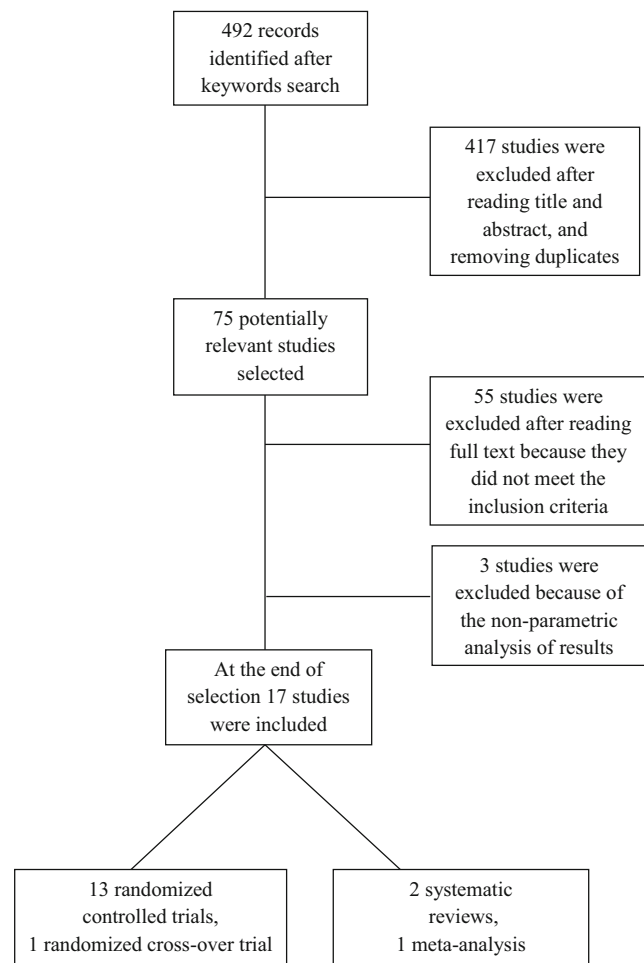 492 records
identified after
keywords search
417 studies were
excluded after
reading title and
abstract, and
removing duplicates
75 potentially
relevant studies
selected
55 studies were
excluded after reading
full text because they
did not meet the
inclusion criteria
3 studies were
excluded because of
the non-parametric
analysis of results
At the end of
selection 17 studies
were included
13 randomized
controlled trials,
1 randomized cross-over trial
2 systematic
reviews,
1 meta-analysis